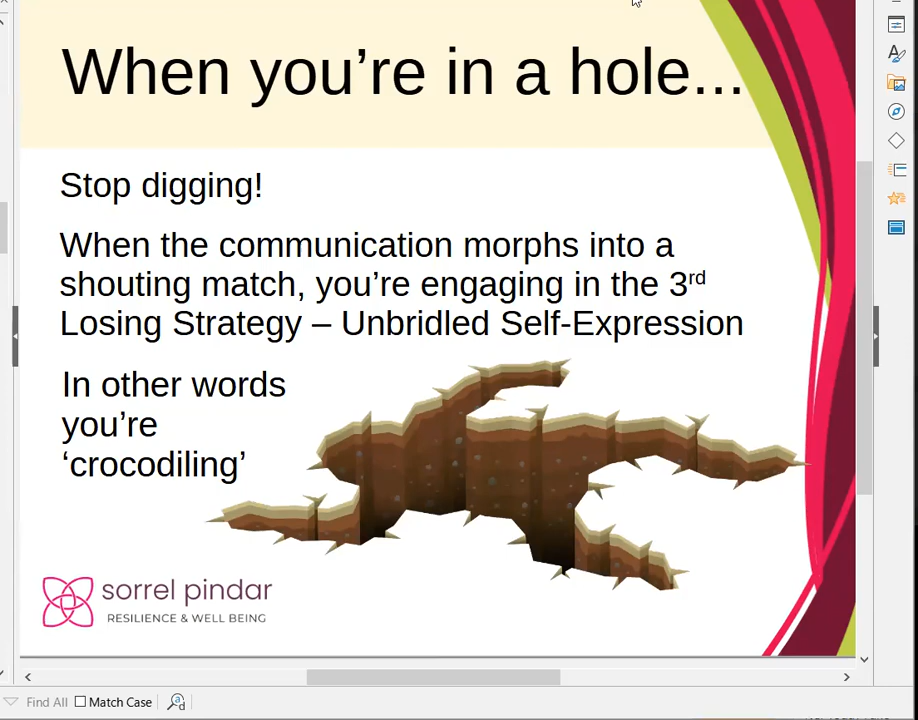 When you’re in a hole...
Stop digging!
When the communication morphs into a
shouting match, you’re engaging in the 3rd
Losing Strategy – Unbridled Self-Expression
In other words
you’re
‘crocodiling’
sorrel pindar
RESILIENCE & WELL BEING
Find All Match Case